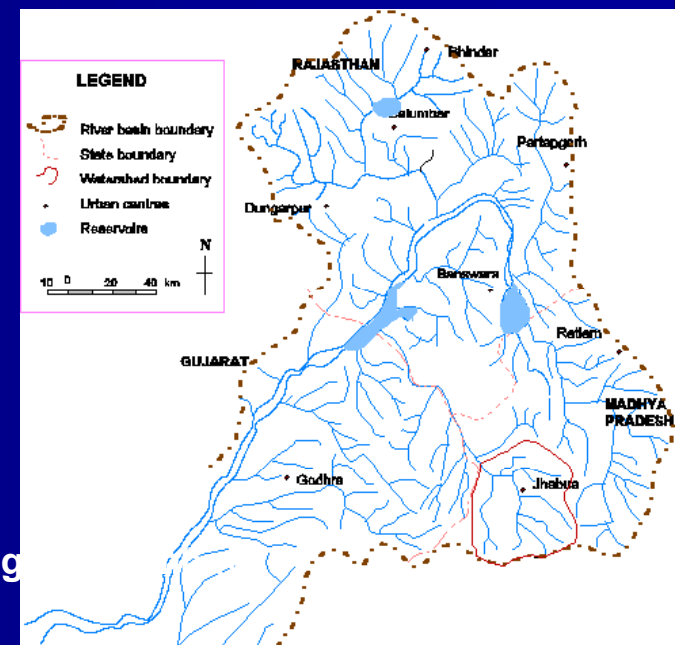 LEGEND
River basin boundary
State boundary
Watershed boundary
Urban centres
Reservoirs
N
10 0 20 40 km
RAJASTHAN
Bhinder
Salumbar
Partapgarh
Dungarpur
Banswara
Ratlam
GUJARAT
MADHYA
PRADESH
Godhra
Jhabua
g